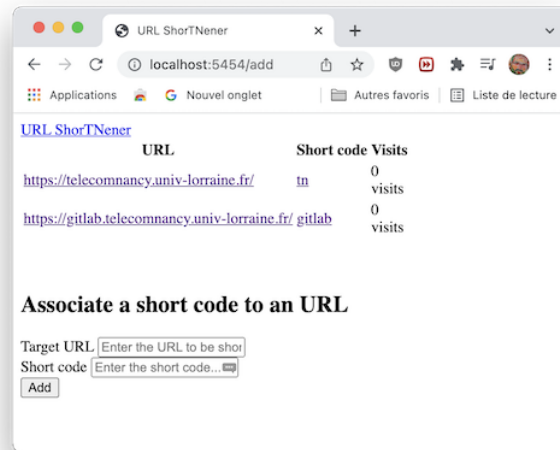 URL ShorTNener
localhost:5454/add
Applications G Nouvel onglet Autres favoris Liste de lecture
URL ShorTNener
URL Short code Visits
https://telecomnancy.univ-lorraine.fr/ tn 0 visits
https://gitlab.telecomnancy.univ-lorraine.fr/ gitlab 0 visits
Associate a short code to an URL
Target URL Enter the URL to be shor
Short code Enter the short code...
Add